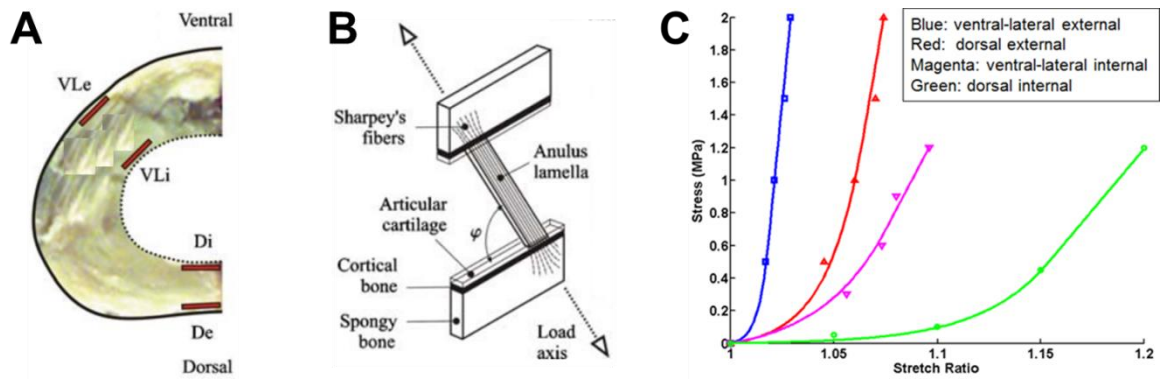 A
Ventral
VLe
VLi
Di
De
Dorsal
B
Sharpey's
fibers
Anulus
lamella
Articular
cartilage
φ
Cortical
bone
Spongy
bone
Load
axis
C
Blue: ventral-lateral external
Red: dorsal external
Magenta: ventral-lateral internal
Green: dorsal internal
Stress (MPa)
2
1.8
1.6
1.4
1.2
1
0.8
0.6
0.4
0.2
0
1 1.05 1.1 1.15 1.2
Stretch Ratio